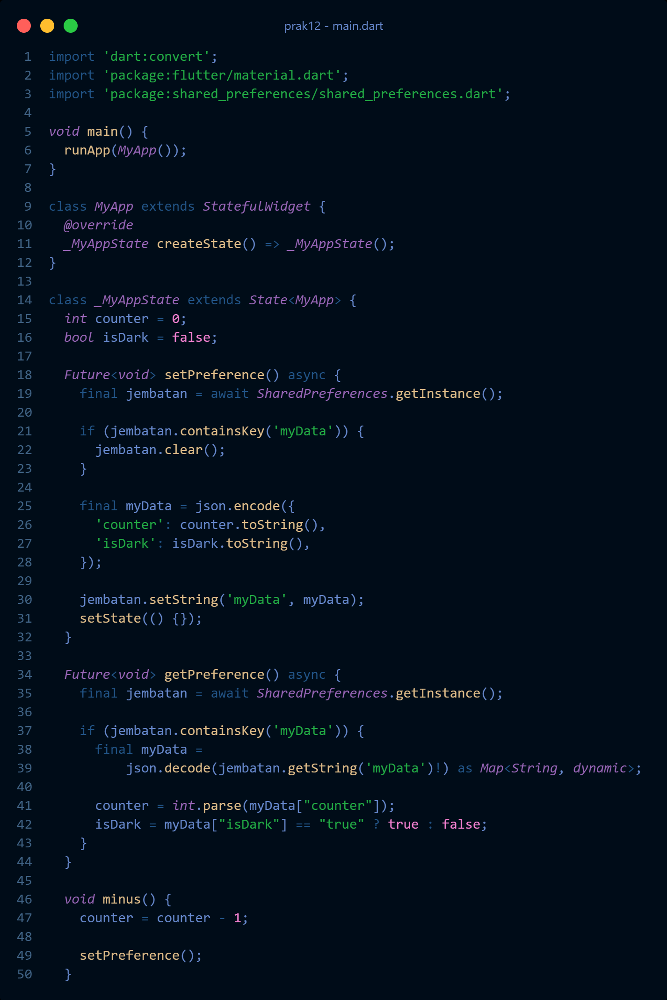 prak12 - main.dart
1 import 'dart:convert';
2 import 'package:flutter/material.dart';
3 import 'package:shared_preferences/shared_preferences.dart';
4
5 void main() {
6   runApp(MyApp());
7 }
8
9 class MyApp extends StatefulWidget {
10   @override
11   _MyAppState createState() => _MyAppState();
12 }
13
14 class _MyAppState extends State<MyApp> {
15   int counter = 0;
16   bool isDark = false;
17
18   Future<void> setPreference() async {
19     final jembatan = await SharedPreferences.getInstance();
20
21     if (jembatan.containsKey('myData')) {
22       jembatan.clear();
23     }
24
25     final myData = json.encode({
26       'counter': counter.toString(),
27       'isDark': isDark.toString(),
28     });
29
30     jembatan.setString('myData', myData);
31     setState(() {});
32   }
33
34   Future<void> getPreference() async {
35     final jembatan = await SharedPreferences.getInstance();
36
37     if (jembatan.containsKey('myData')) {
38       final myData =
39           json.decode(jembatan.getString('myData')!) as Map<String, dynamic>;
40
41       counter = int.parse(myData["counter"]);
42       isDark = myData["isDark"] == "true" ? true : false;
43     }
44   }
45
46   void minus() {
47     counter = counter - 1;
48
49     setPreference();
50   }